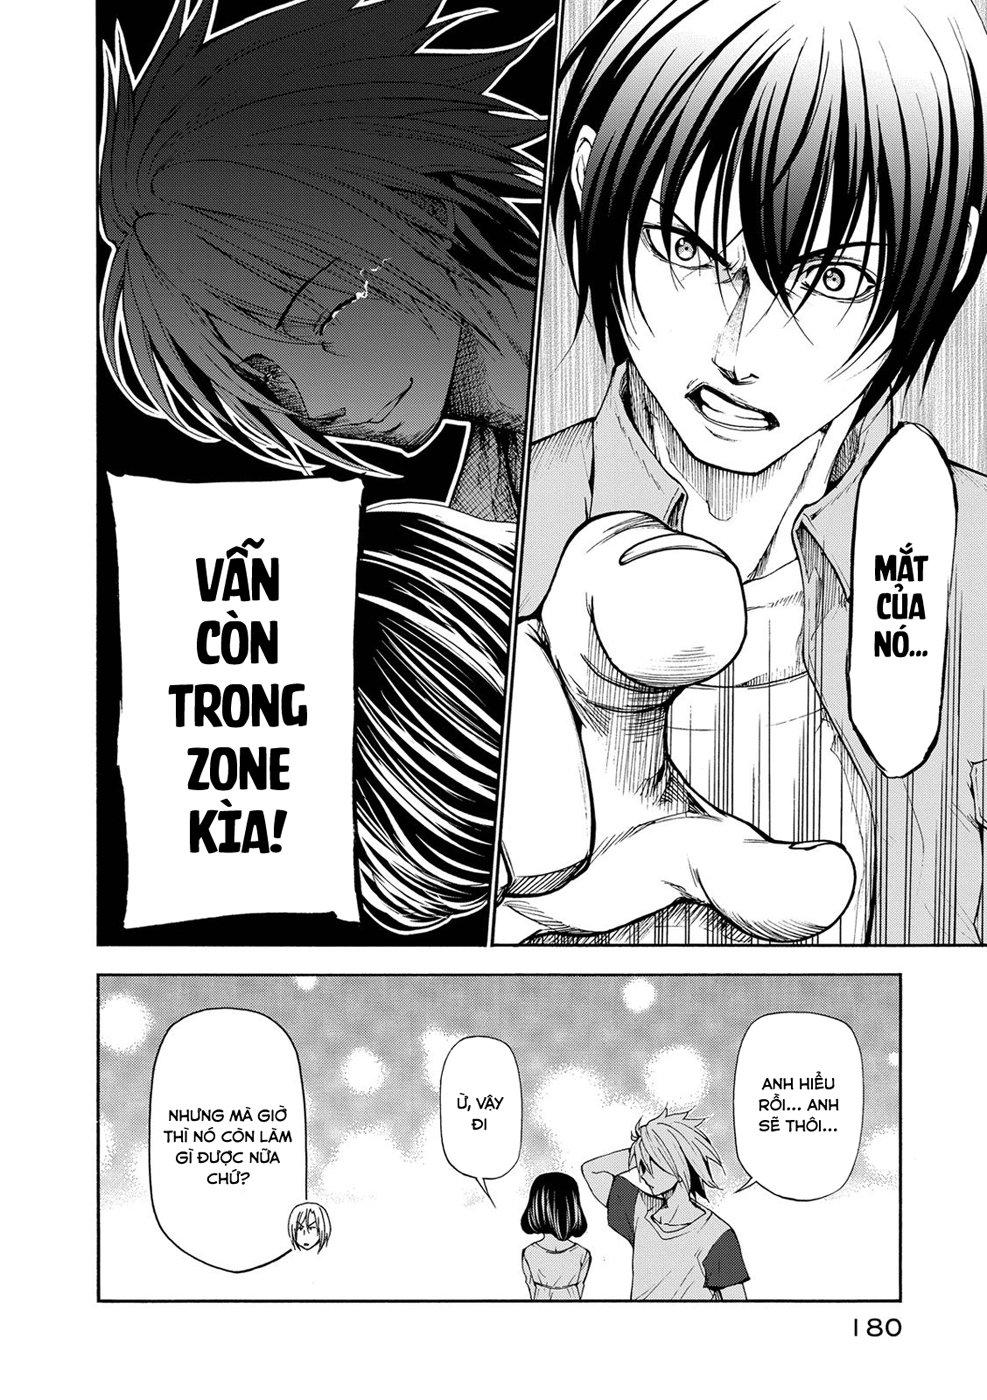 MẮT
CỦA
NÓ...
VẪN
CÒN
TRONG
ZONE
KÌA!
ANH HIỂU
RỒI... ANH
SẼ THÔI...
Ừ, VẬY
ĐI
NHƯNG MÀ GIỜ
THÌ NÓ CÒN LÀM
GÌ ĐƯỢC NỮA
CHỨ?
180